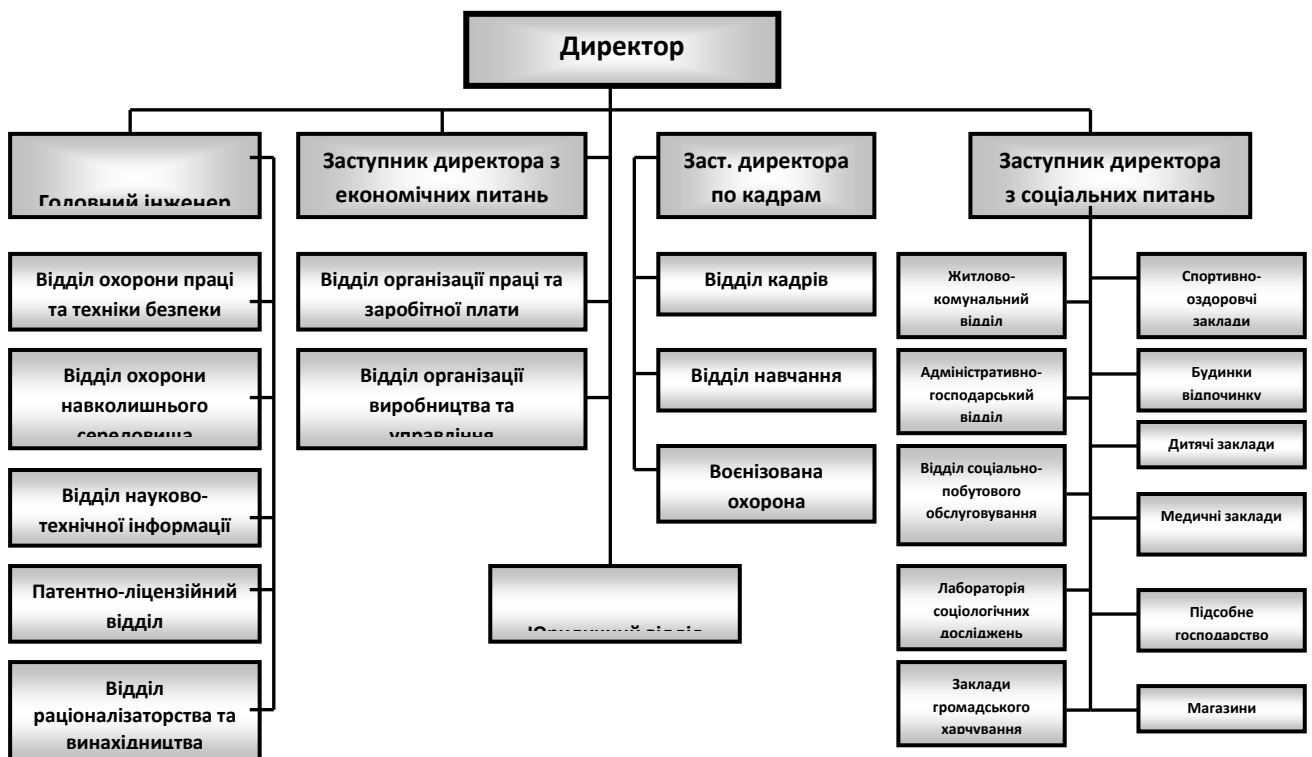 Директор
Головний інженер
Заступник директора з
економічних питань
Заст. директора
по кадрам
Заступник директора
з соціальних питань
Відділ охорони праці
та техніки безпеки
Відділ організації праці та
заробітної плати
Відділ кадрів
Житлово-
комунальний
відділ
Спортивно-
оздоровчі
заклади
Відділ охорони
навколишнього
середовища
Відділ організації
виробництва та
управління
Відділ навчання
Адміністративно-
господарський
відділ
Будинки
відпочинку
Дитячі заклади
Відділ науково-
технічної інформації
Воєнізована
охорона
Відділ соціально-
побутового
обслуговування
Медичні заклади
Патентно-ліцензійний
відділ
Юридичний відділ
Лабораторія
соціологічних
досліджень
Підсобне
господарство
Відділ
раціоналізаторства та
винахідництва
Заклади
громадського
харчування
Магазини